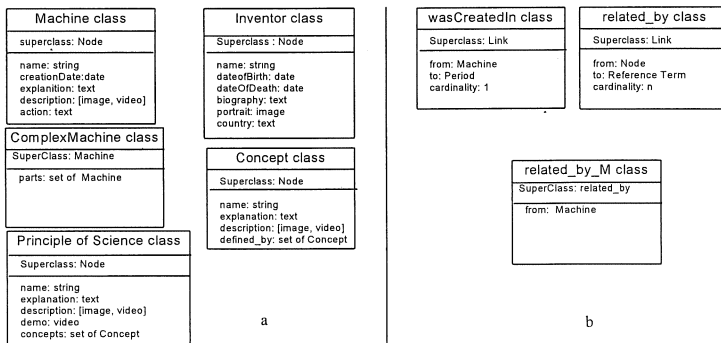 Machine class
superclass: Node
name: string
creationDate:date
explanition: text
description: [image, video]
action: text
ComplexMachine class
SuperClass: Machine
parts: set of Machine
Principle of Science class
Superclass: Node
name: string
explanation: text
description: [image, video]
demo: video
concepts: set of Concept
Inventor class
Superclass : Node
name: string
dateofBirth: date
dateOfDeath: date
biography: text
portrait: image
country: text
Concept class
Superclass: Node
name: string
explanation: text
description: [image, video]
defined_by: set of Concept
a
wasCreatedIn class
Superclass: Link
from: Machine
to: Period
cardinality: 1
related_by class
Superclass: Link
from: Node
to: Reference Term
cardinality: n
related_by_M class
SuperClass: related_by
from: Machine
b